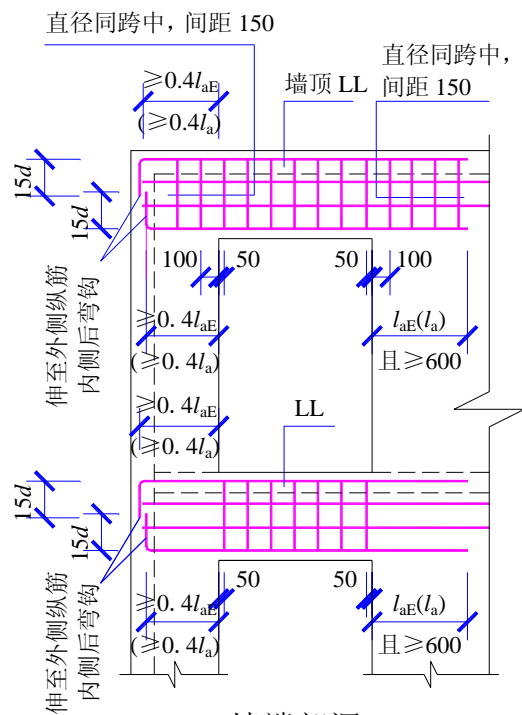 直径同跨中，间距 150
直径同跨中，
间距 150
≥0.4laE
(≥0.4la)
墙顶 LL
15d
15d
100
50
50
100
伸至外侧纵筋
内侧后弯钩
≥0. 4laE
(≥0. 4la)
laE(la)
且≥600
≥0. 4laE
(≥0. 4la)
LL
15d
15d
50
50
伸至外侧纵筋
内侧后弯钩
≥0. 4laE
(≥0. 4la)
laE(la)
且≥600